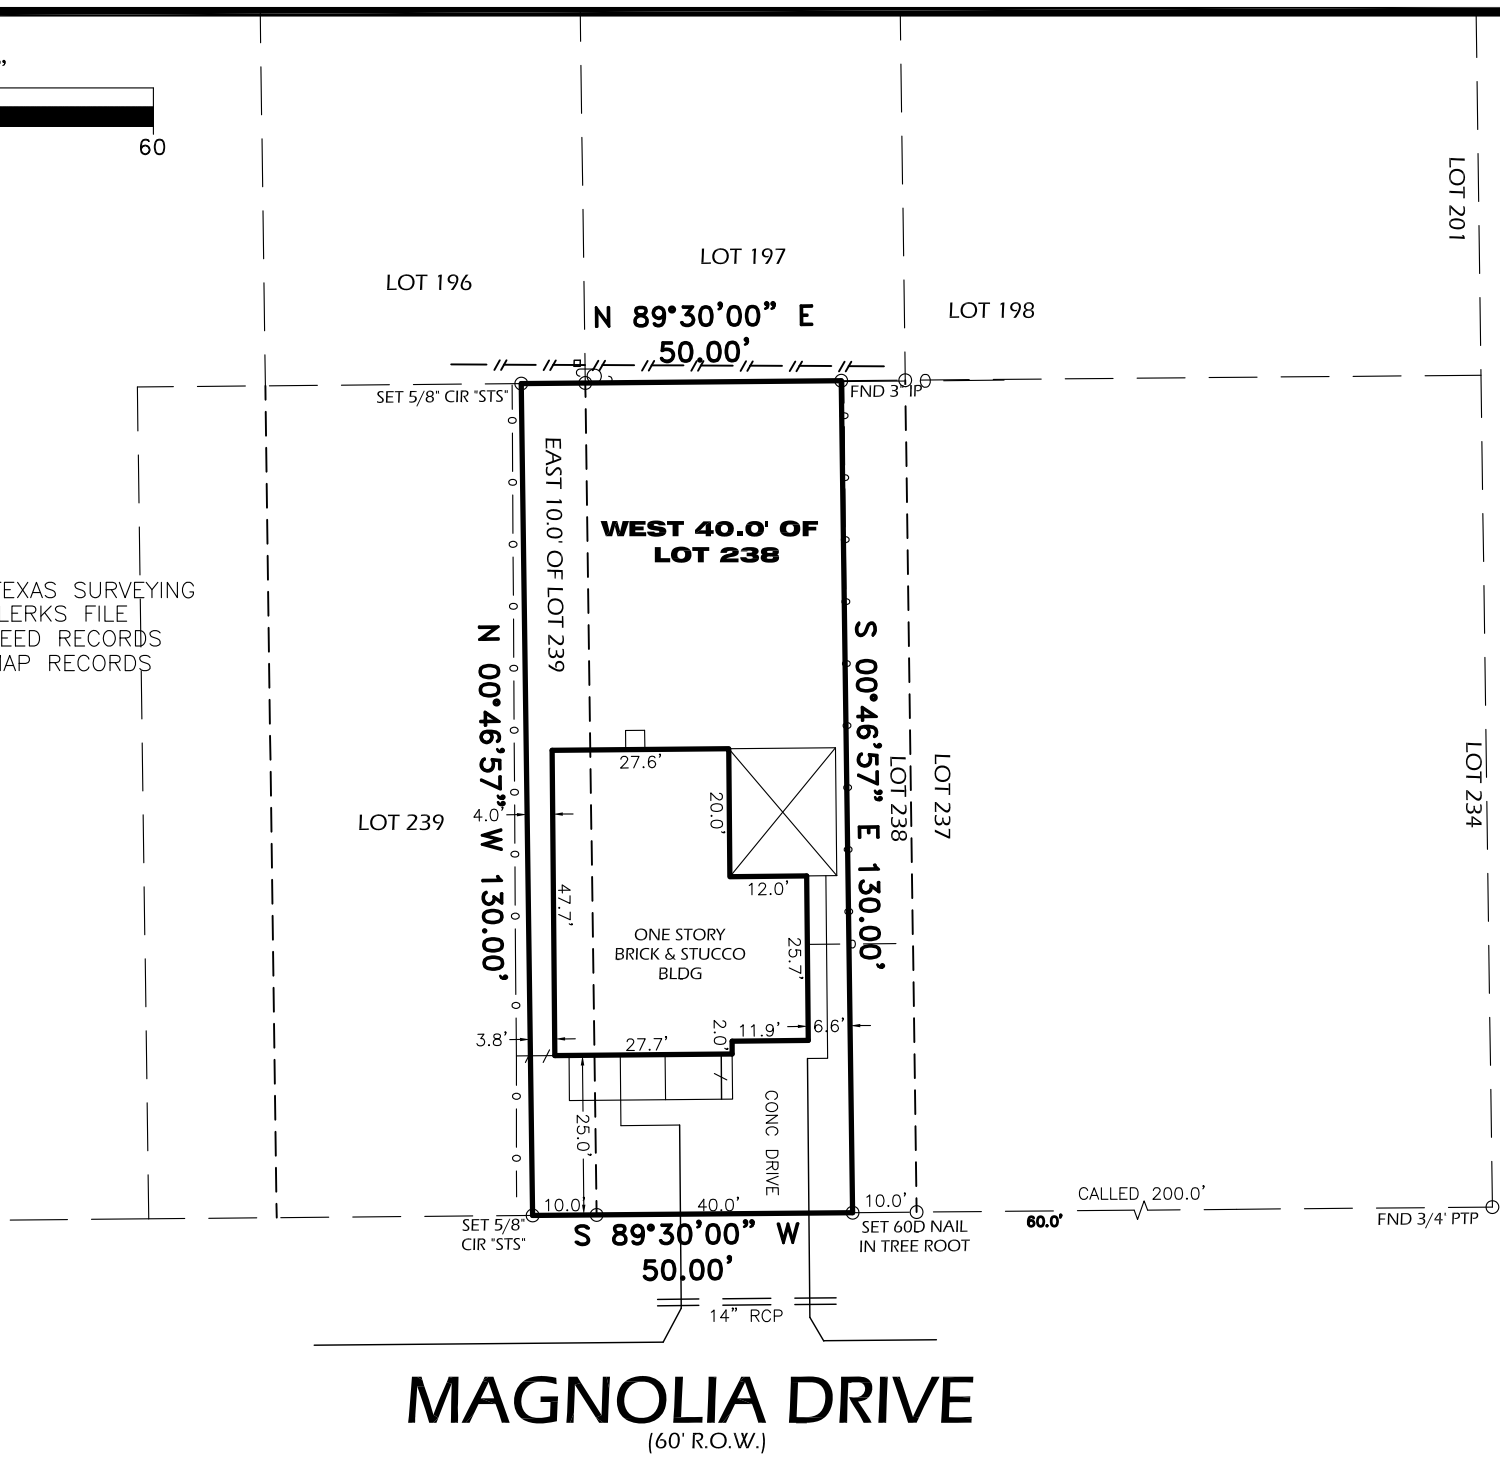 60
LOT 201
LOT 197
LOT 196
LOT 198
N 89°30'00" E
50.00'
SET 5/8" CIR "STS"
FND 3" IP
EAST 10.0' OF LOT 239
WEST 40.0' OF
LOT 238
TEXAS SURVEYING
LERKS FILE
EED RECORDS
MAP RECORDS
N 00°46'57" W 130.00'
S 00°46'57" E 130.00'
27.6'
20.0'
LOT 238
LOT 237
LOT 234
4.0'
LOT 239
12.0'
47.7'
ONE STORY
BRICK & STUCCO
BLDG
25.7'
3.8'
27.7'
2.0'
11.9'
6.6'
25.0'
CONC DRIVE
10.0'
40.0'
10.0'
CALLED 200.0'
SET 5/8"
CIR "STS"
S 89°30'00" W
50.00'
SET 60D NAIL
IN TREE ROOT
60.0'
FND 3/4' PTP
14" RCP
MAGNOLIA DRIVE
(60' R.O.W.)